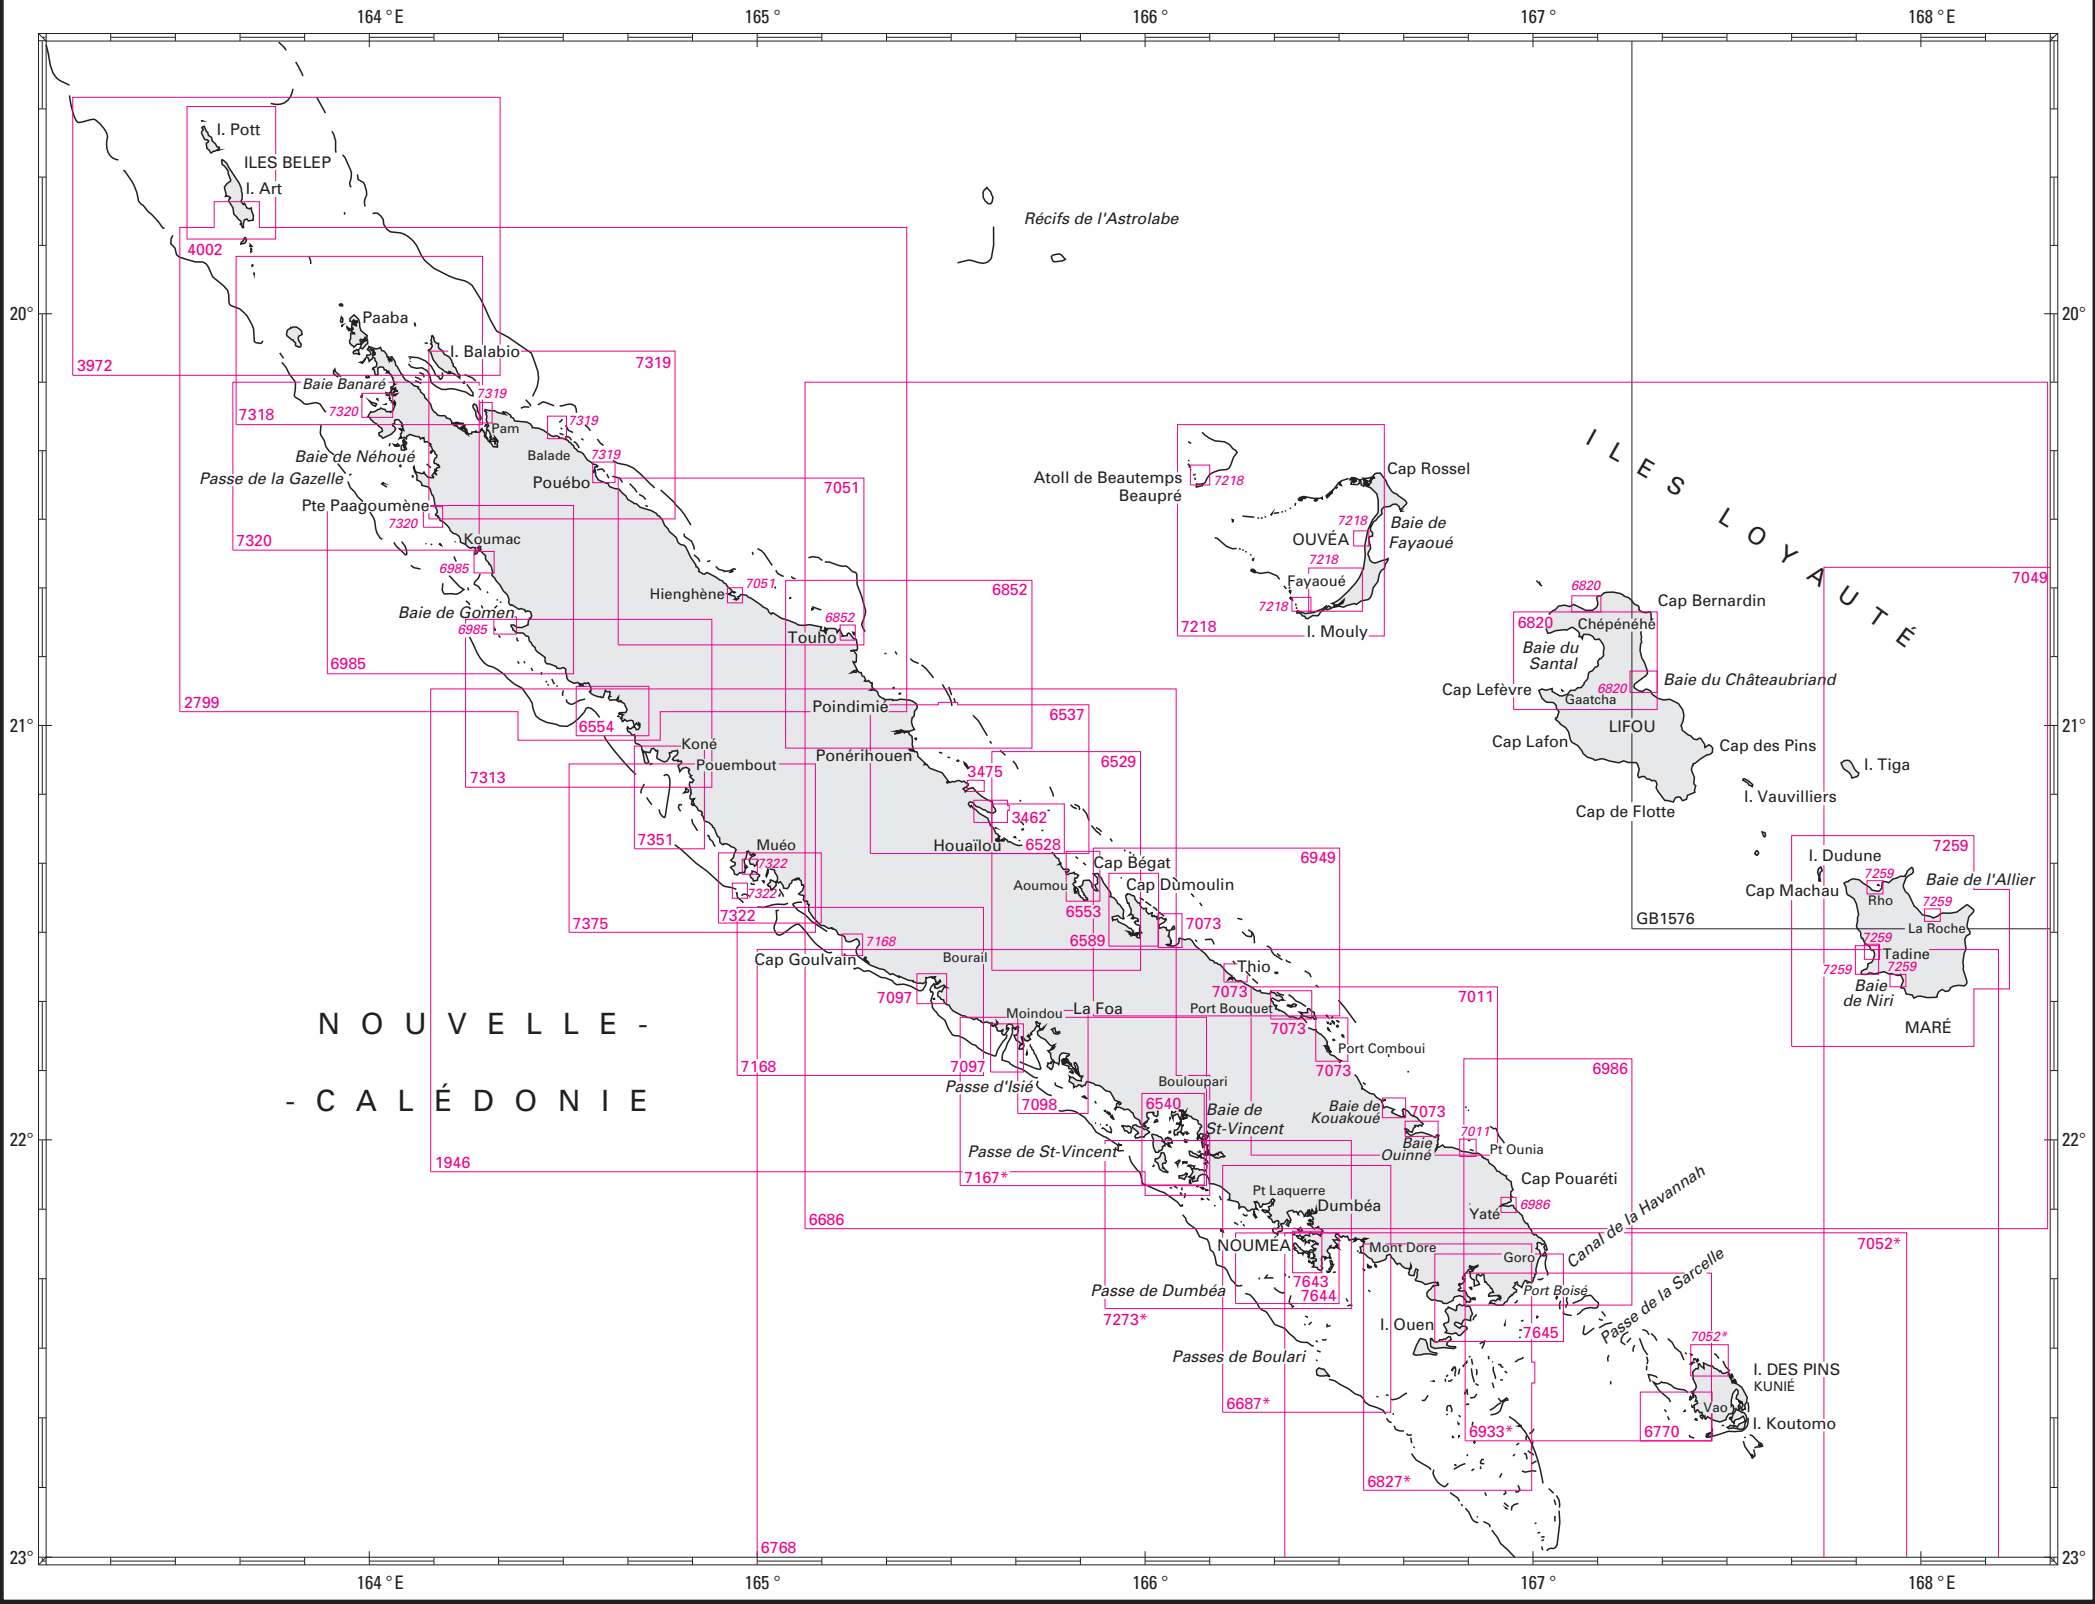 164 °E
165 °
166 °
167 °
168 °E
I. Pott
ILES BELEP
I. Art
Récifs de l'Astrolabe
4002
20°
20°
Paaba
I. Balabio
7319
3972
Baie Banaré
7319
7320
7318
7319
Pam
Balade
Baie de Néhoué
7319
Passe de la Gazelle
Pouébo
7051
Pte Paagoumène
7320
Koumac
7320
6985
Hienghène
7051
6852
Baie de Gomen
6985
6852
Touho
6985
2799
Poindimié
6537
6554
21°
21°
Koné
Pouembout
Ponérihouen
6529
7313
3475
3462
7351
Muéo
Houaïlou
6528
7322
7322
7322
7375
Cap Bégat
6949
Aoumou
Cap Dùmoulin
6553
6589
7073
7168
Cap Goulvain
Bourail
7097
Thio
7073
7011
La Foa
Port Bouquet
Moindou
7073
Port Comboui
7168
7097
7073
Passe d'Isié
7098
Bouloupari
6540
Baie de
St-Vincent
Baie de
Kouakoué
7073
6986
22°
22°
7011
Baie
Ouinné
Pt Ounia
Passe de St-Vincent
1946
7167*
Cap Pouaréti
Pt Laquerre
Dumbéa
Yaté
6986
6686
NOUMÉA
Mont Dore
Goro
Canal de la Havannah
7052*
7643
7644
Passe de Dumbéa
Port Boisé
7273*
I. Ouen
7645
Passe de la Sarcelle
Passes de Boulari
7052*
I. DES PINS
KUNIÉ
6687*
Vao
6933*
6770
I. Koutomo
6827*
6768
23°
23°
NOUVELLE -
- CALÉDONIE
ILES LOYAUTÉ
Atoll de Beautemps
Beaupré
7218
Cap Rossel
7218
OUVÉA
Baie de
Fayaoué
7218
Fayaoué
7218
7218
I. Mouly
7049
6820
Cap Bernardin
6820
Chépénéhé
Baie du
Santal
Cap Lefèvre
6820
Gaatcha
Baie du Châteaubriand
LIFOU
Cap Lafon
Cap des Pins
I. Tiga
I. Vauvilliers
Cap de Flotte
7259
I. Dudune
Cap Machau
7259
Rho
Baie de l'Allier
7259
GB1576
La Roche
7259
Tadine
7259
7259
Baie
de Niri
MARÉ
164 °E
165 °
166 °
167 °
168 °E